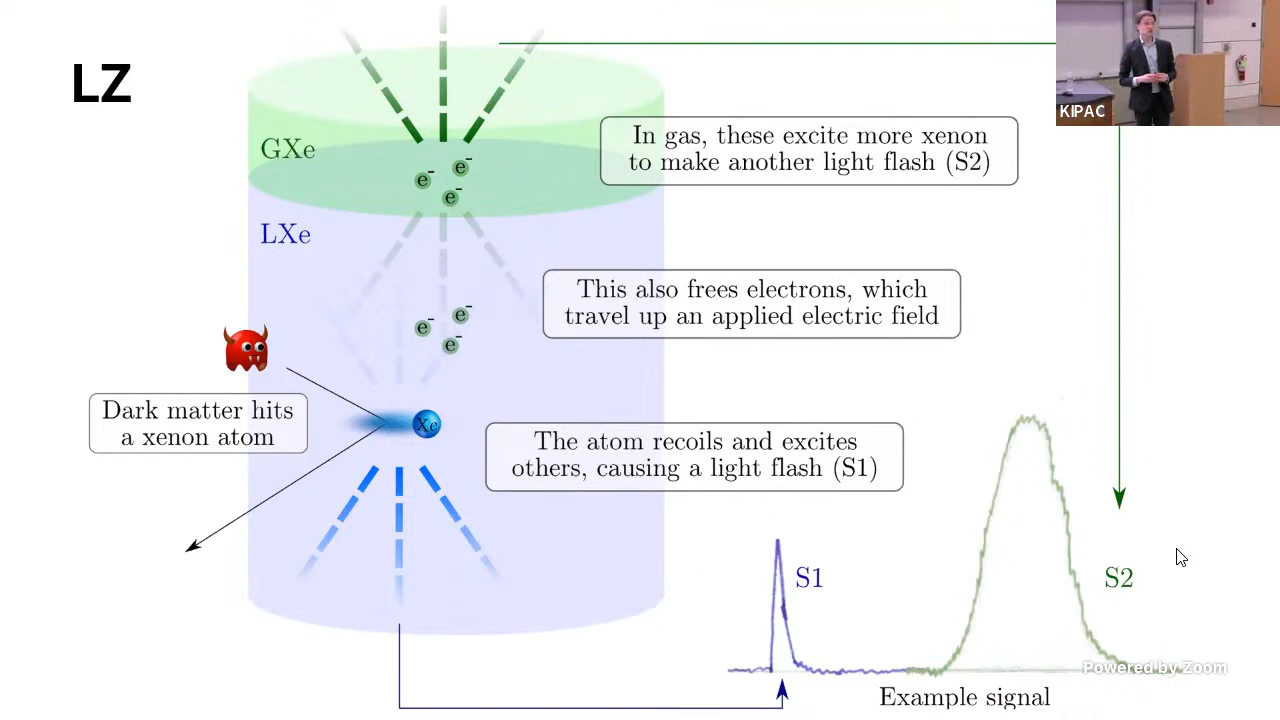 LZ
KIPAC
GXe
In gas, these excite more xenon
to make another light flash (S2)
e-
e-
e-
LXe
This also frees electrons, which
travel up an applied electric field
e-
e-
e-
Dark matter hits
a xenon atom
Xe
The atom recoils and excites
others, causing a light flash (S1)
S1
S2
Powered by Zoom
Example signal